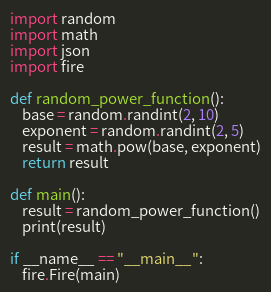 import random
import math
import json
import fire

def random_power_function():
    base = random.randint(2, 10)
    exponent = random.randint(2, 5)
    result = math.pow(base, exponent)
    return result

def main():
    result = random_power_function()
    print(result)

if __name__ == "__main__":
    fire.Fire(main)